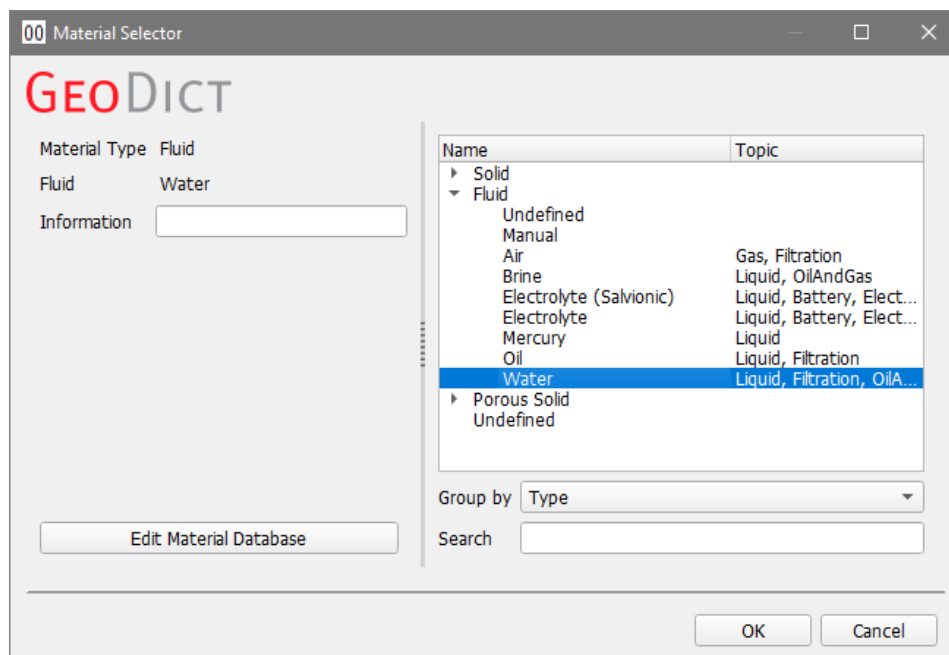 00 Material Selector
GEODICT
Material Type Fluid
Fluid Water
Information
Edit Material Database
Name Topic
Solid
Fluid
Undefined
Manual
Air Gas, Filtration
Brine Liquid, OilAndGas
Electrolyte (Salvionic) Liquid, Battery, Elect...
Electrolyte Liquid, Battery, Elect...
Mercury Liquid
Oil Liquid, Filtration
Water Liquid, Filtration, OilA...
Porous Solid
Undefined
Group by Type
Search
OK Cancel